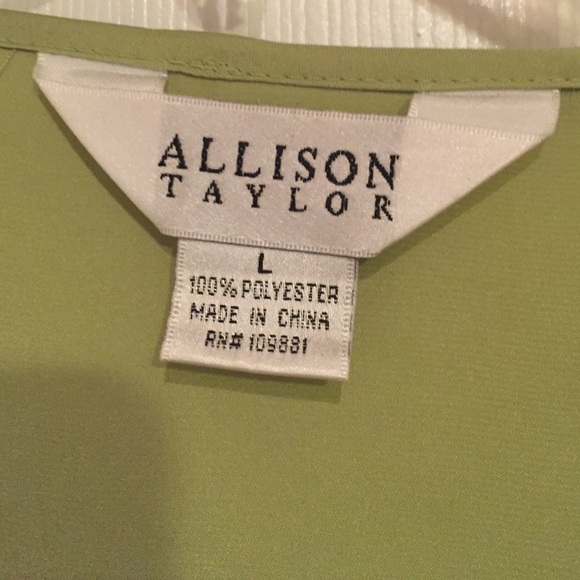 ALLISON
TAYLOR
L
100% POLYESTER
MADE IN CHINA
RN# 109881